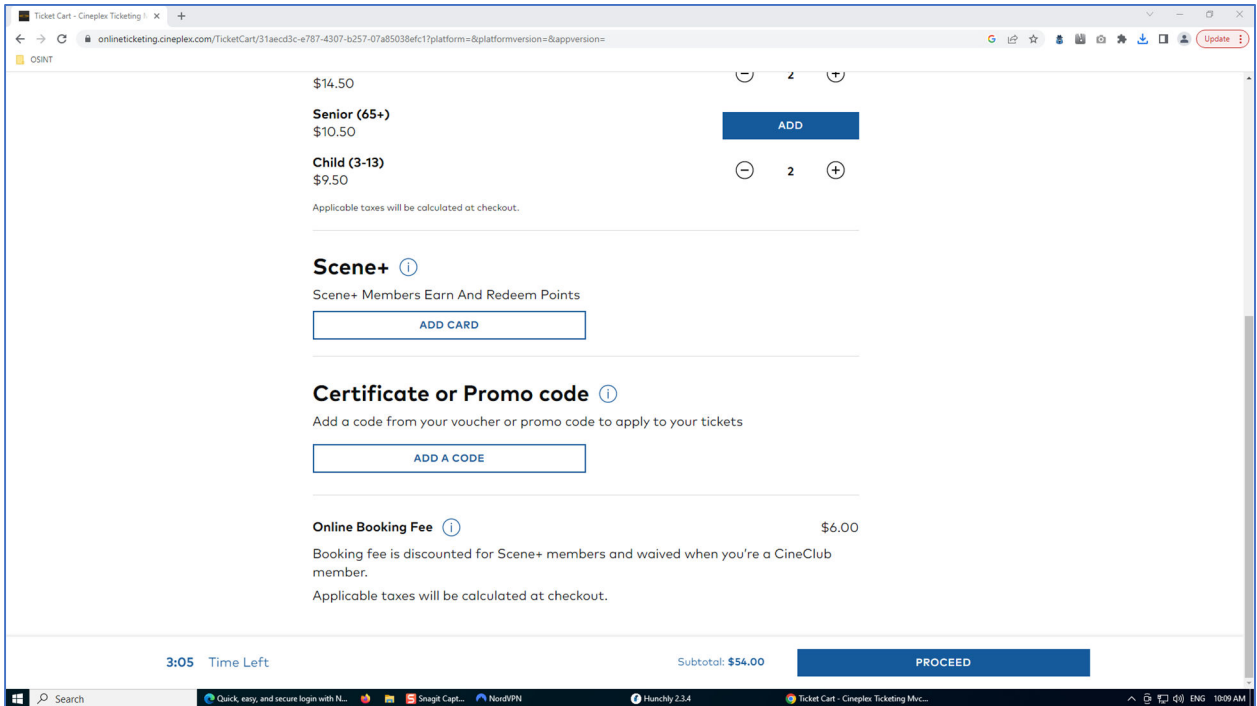 Ticket Cart - Cineplex Ticketing M
onlineticketing.cineplex.com/TicketCart/31aecd3c-e787-4307-b257-07a85038efc1?platform=&platformversion=&appversion=
Update
OSINT
$14.50
2
Senior (65+)
$10.50
ADD
Child (3-13)
$9.50
2
Applicable taxes will be calculated at checkout.
Scene+
Scene+ Members Earn And Redeem Points
ADD CARD
Certificate or Promo code
Add a code from your voucher or promo code to apply to your tickets
ADD A CODE
Online Booking Fee
$6.00
Booking fee is discounted for Scene+ members and waived when you're a CineClub
member.
Applicable taxes will be calculated at checkout.
3:05 Time Left
Subtotal: $54.00
PROCEED
Search
Quick, easy, and secure login with N...
Snagit Capt...
NordVPN
Hunchly 2.3.4
Ticket Cart - Cineplex Ticketing Mvc...
ENG
10:09 AM